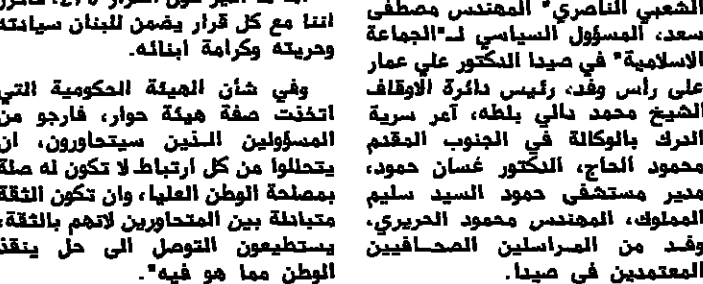 الشعبي الناصري" المهندس مصطفى
سعد، المسؤول السياسي لـ"الجماعة
الاسلامية" في صيدا الدكتور علي عمار
على راس وفد، رئيس دائرة الاوقاف
الشيخ محمد دالي بلطه، آمر سرية
الدرك بالوكالة في الجنوب المقدم
محمود الحاج، الدكتور غسان حمود،
مدير مستشفى حمود السيد سليم
المملوك، المهندس محمود الحريري،
وفد من المراسلين الصحافيين
المعتمدين في صيدا.
اننا مع كل قرار يضمن للبنان سيادته
وحريته وكرامة ابنائه.
وفي شأن الهيئة الحكومية التي
اتخذت صفة هيئة حوار، فارجو من
المسؤولين الذين سيتحاورون، ان
يتحللوا من كل ارتباط لا تكون له صلة
بمصلحة الوطن العليا، وان تكون الثقة
متبادلة بين المتحاورين لانهم بالثقة،
يستطيعون التوصل الى حل ينقذ
الوطن مما هو فيه".